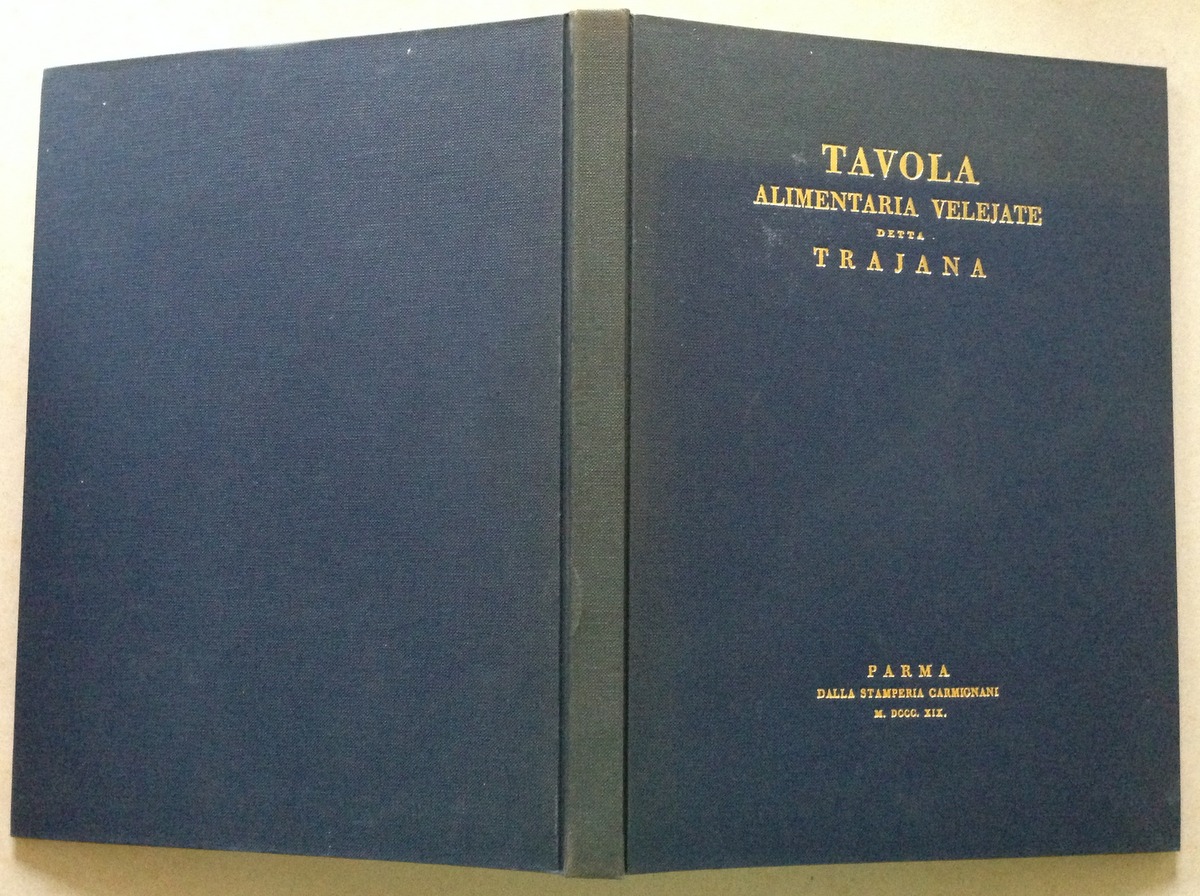 TAVOLA
ALIMENTARIA VELEJATE
DETTA
TRAJANA
PARMA
DALLA STAMPERIA CARMIGNANI
M. DCCC. XIX.